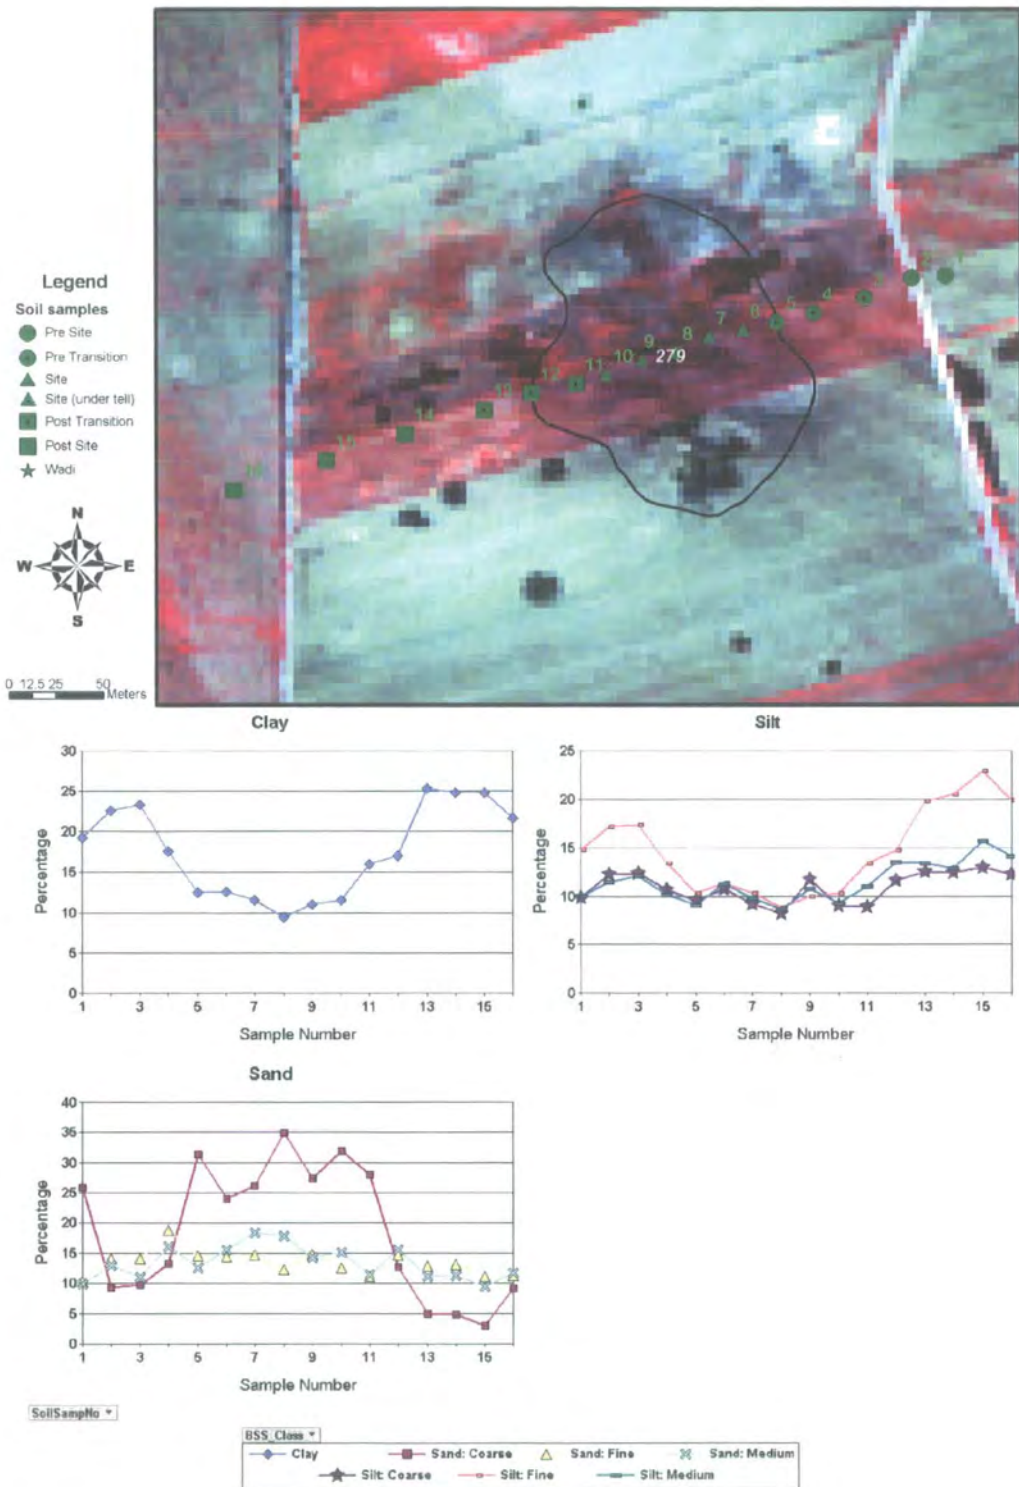 Legend
Soil samples
Pre Site
Pre Transition
Site
Site (under tell)
Post Transition
Post Site
Wadi
N
W E
S
0 12.5 25 50
Meters
1
2
3
4
5
6
7
8
9
279
10
11
12
13
14
15
16
Clay
Percentage
30
25
20
15
10
5
0
1 3 5 7 9 11 13 15
Sample Number
Silt
Percentage
25
20
15
10
5
0
1 3 5 7 9 11 13 15
Sample Number
Sand
Percentage
40
35
30
25
20
15
10
5
0
1 3 5 7 9 11 13 15
Sample Number
SoilSampNo
BSS_Class
Clay Sand: Coarse Sand: Fine Sand: Medium
Silt: Coarse Silt: Fine Silt: Medium